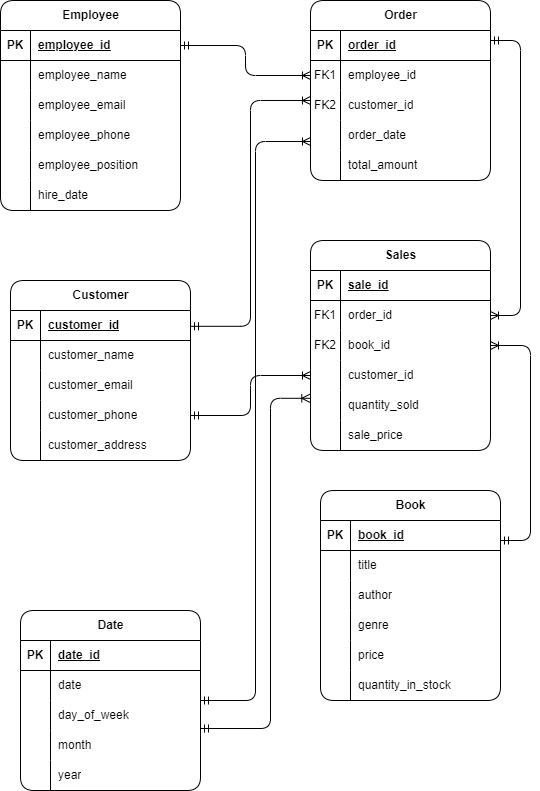 Employee
PK employee_id
employee_name
employee_email
employee_phone
employee_position
hire_date
Order
PK order_id
FK1 employee_id
FK2 customer_id
order_date
total_amount
Customer
PK customer_id
customer_name
customer_email
customer_phone
customer_address
Sales
PK sale_id
FK1 order_id
FK2 book_id
customer_id
quantity_sold
sale_price
Book
PK book_id
title
author
genre
price
quantity_in_stock
Date
PK date_id
date
day_of_week
month
year